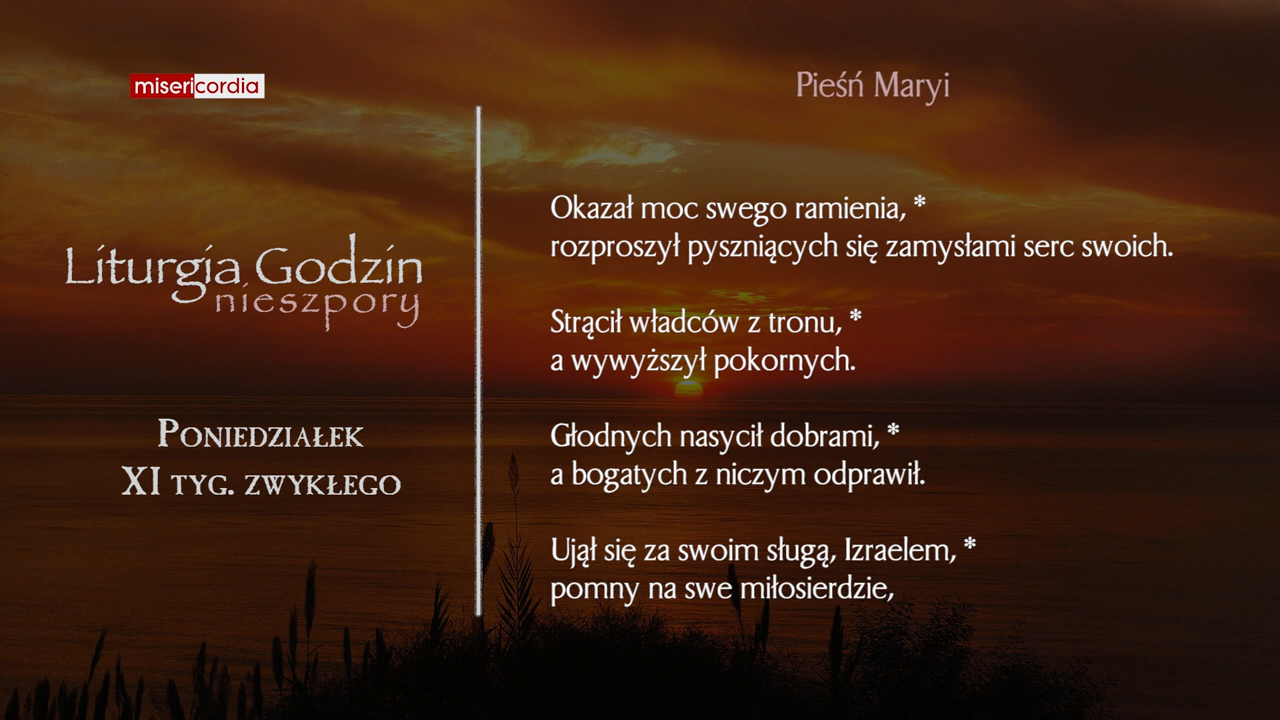 misericordia
Pieśń Maryi
Liturgia Godzin
nieszpory
Poniedziałek
XI tyg. zwykłego
Okazał moc swego ramienia, *
rozproszył pyszniących się zamysłami serc swoich.
Strącił władców z tronu, *
a wywyższył pokornych.
Głodnych nasycił dobrami, *
a bogatych z niczym odprawił.
Ujął się za swoim sługą, Izraelem, *
pomny na swe miłosierdzie,